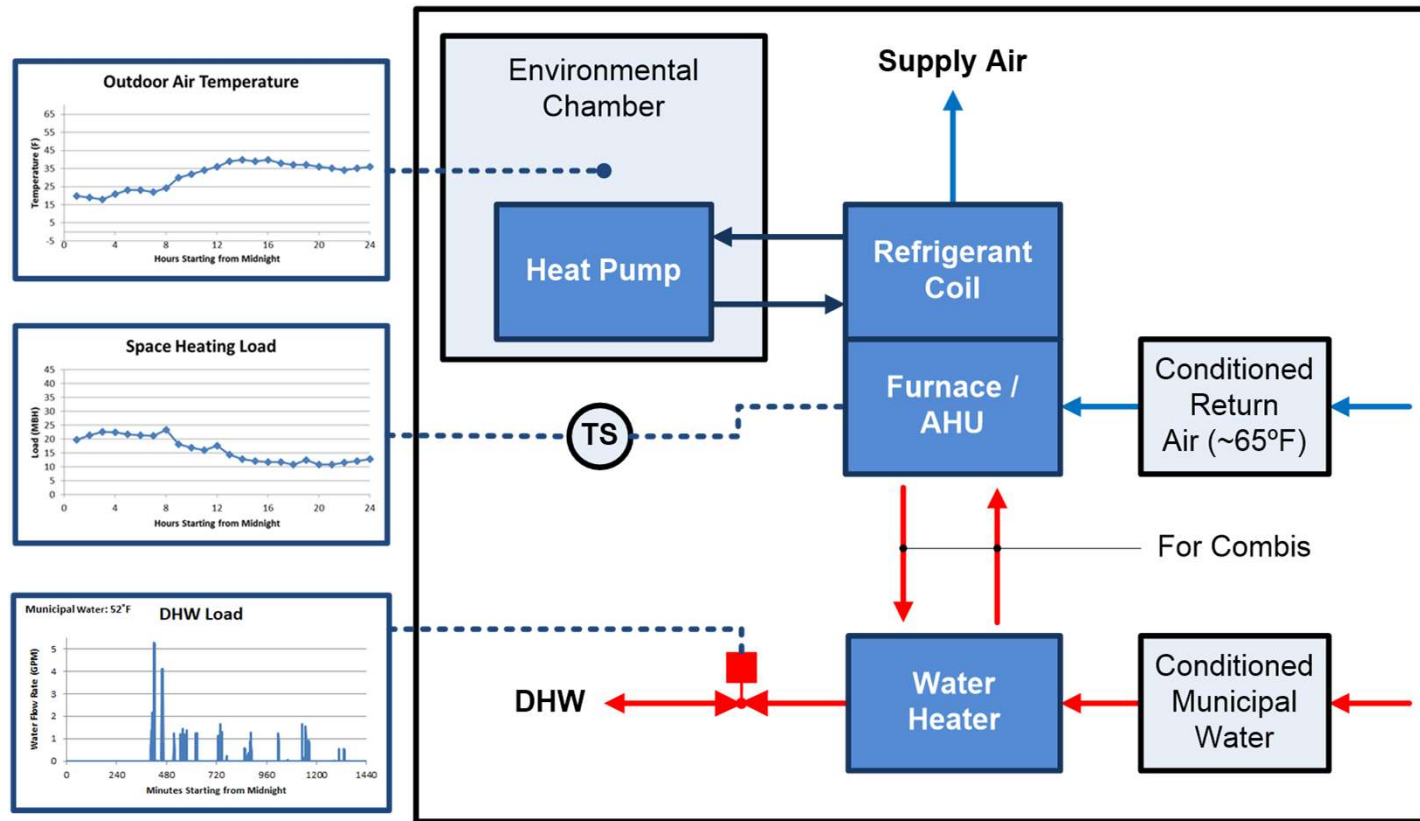 Outdoor Air Temperature
Temperature (F)
65
55
45
35
25
15
5
-5
0 4 8 12 16 20 24
Hours Starting from Midnight
Space Heating Load
Load (MBH)
45
40
35
30
25
20
15
10
5
0
0 4 8 12 16 20 24
Hours Starting from Midnight
Municipal Water: 52˚F
DHW Load
Water Flow Rate (GPM)
5
4
3
2
1
0
0 240 480 720 960 1200 1440
Minutes Starting from Midnight
Environmental
Chamber
Heat Pump
Supply Air
Refrigerant
Coil
Furnace /
AHU
TS
Conditioned
Return
Air (~65ºF)
For Combis
DHW
Water
Heater
Conditioned
Municipal
Water